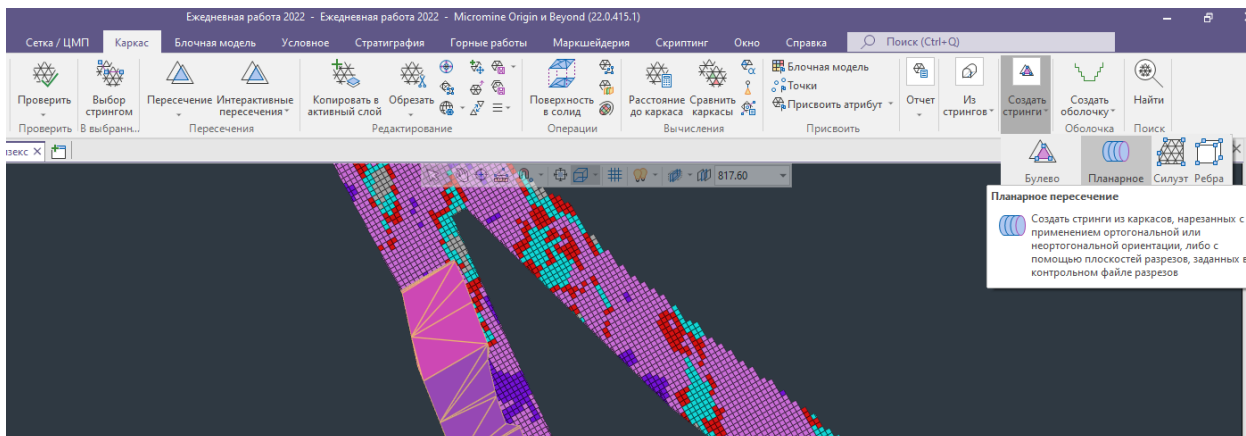 Ежедневная работа 2022 - Ежедневная работа 2022 - Micromine Origin и Beyond (22.0.415.1)
Сетка / ЦМП Каркас Блочная модель Условное Стратиграфия Горные работы Маркшейдерия Скриптинг Окно Справка Поиск (Ctrl+Q)
Проверить
Выбор стрингом
Пересечение
Интерактивные пересечения
Копировать в активный слой
Обрезать
Поверхность в солид
Расстояние до каркаса
Сравнить каркасы
Блочная модель
Точки
Присвоить атрибут
Отчет
Из стрингов
Создать стринги
Создать оболочку
Найти
Проверить В выбранн... Пересечения Редактирование Операции Вычисления Присвоить Оболочка Поиск
817.60
Булево Планарное Силуэт Ребра
Планарное пересечение
Создать стринги из каркасов, нарезанных с
применением ортогональной или
неортогональной ориентации, либо с
помощью плоскостей разрезов, заданных в
контрольном файле разрезов